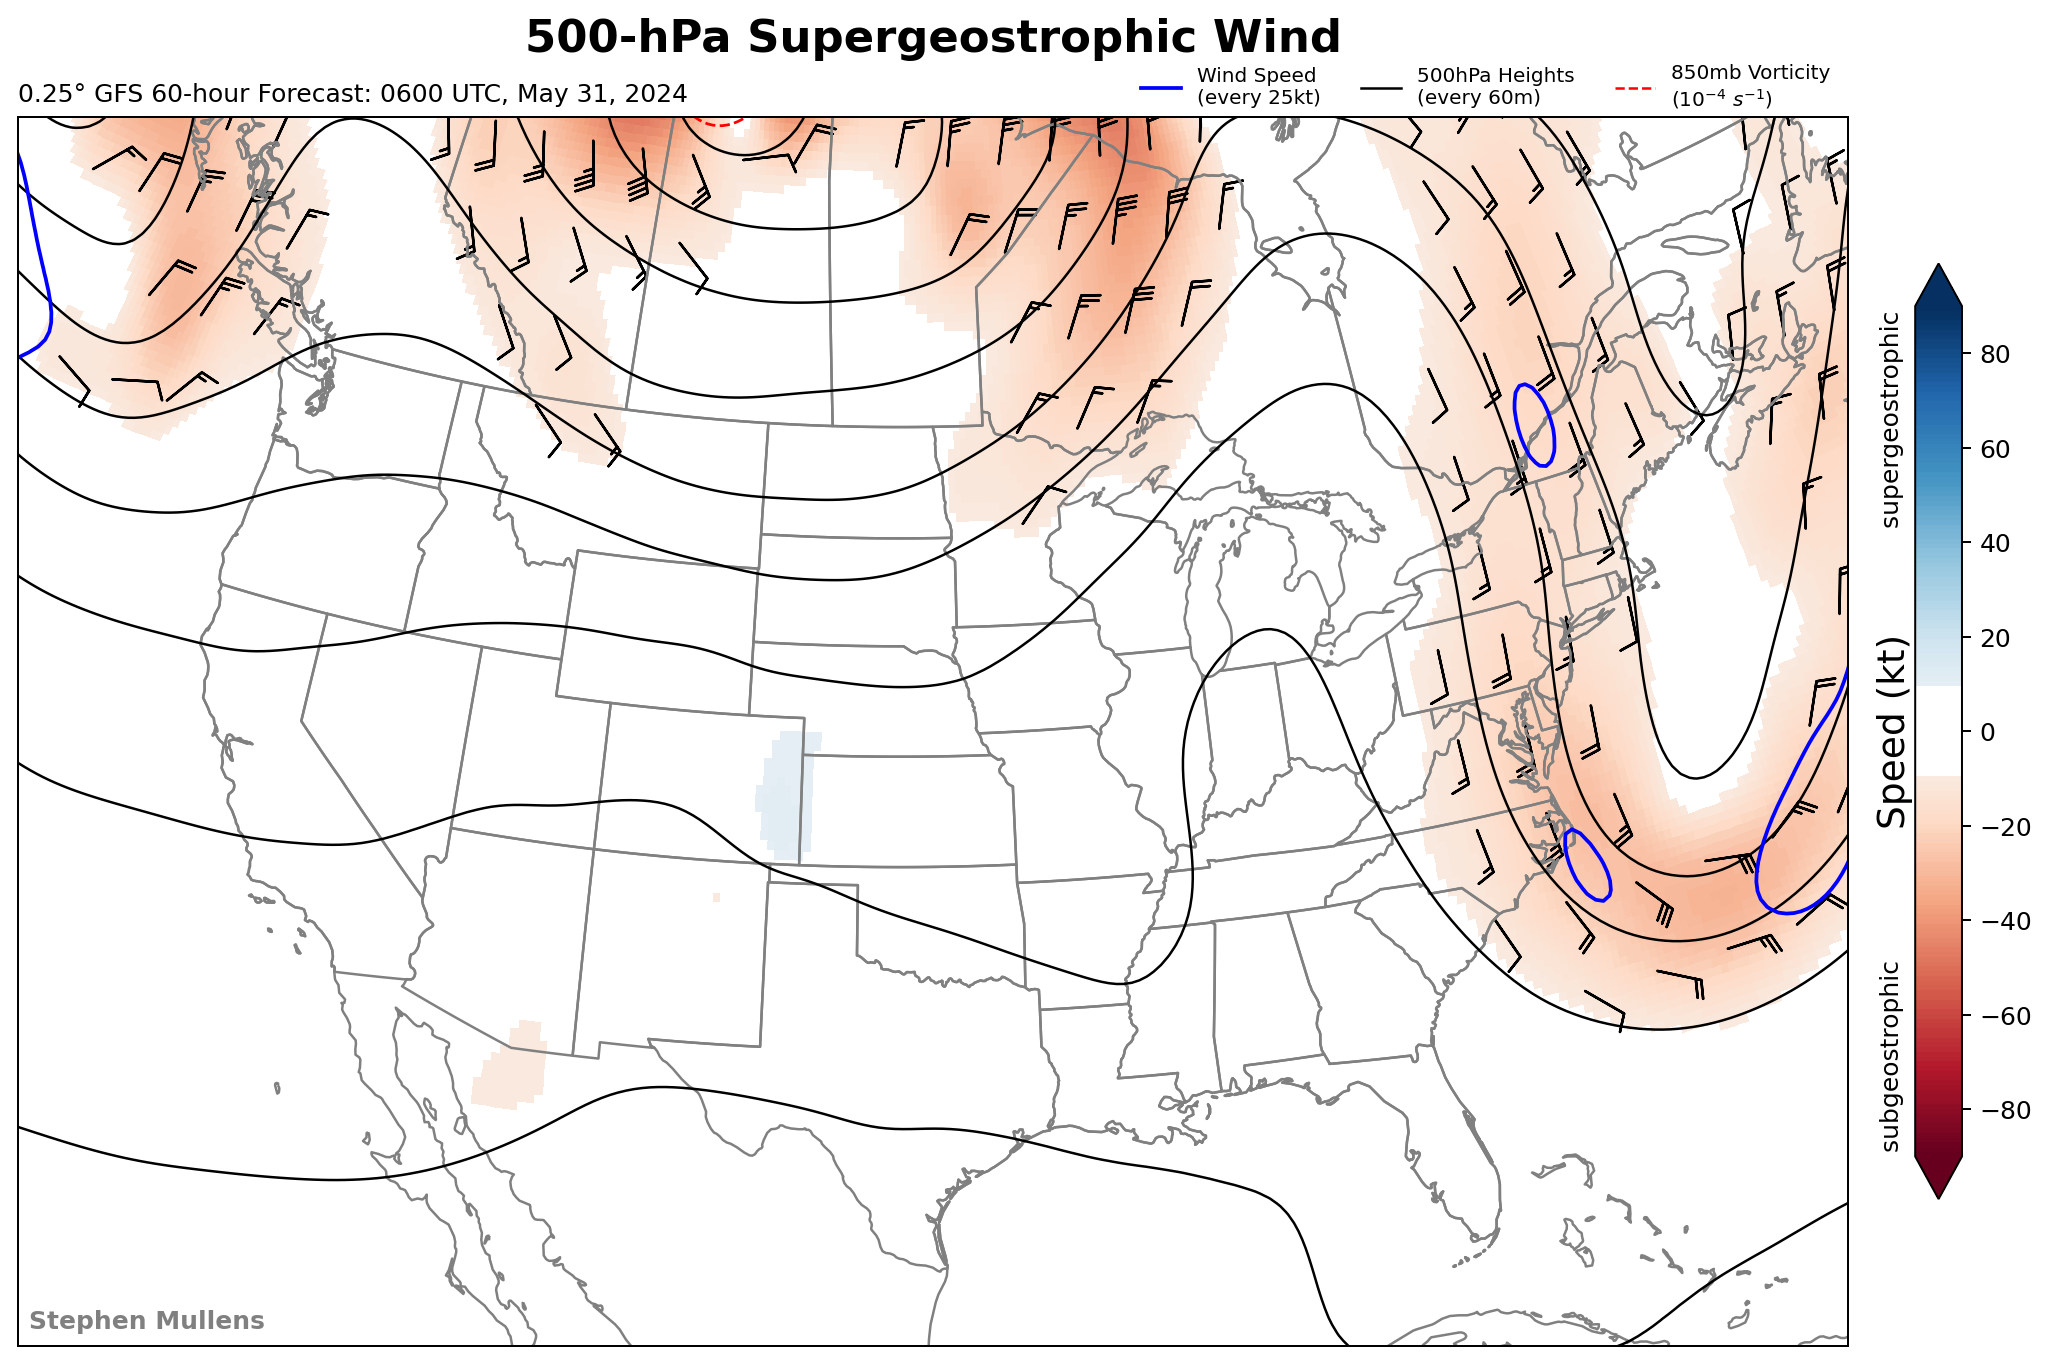 500-hPa Supergeostrophic Wind
0.25° GFS 60-hour Forecast: 0600 UTC, May 31, 2024
Wind Speed
(every 25kt)
500hPa Heights
(every 60m)
850mb Vorticity
(10⁻⁴ s⁻¹)
supergeostrophic
Speed (kt)
subgeostrophic
80
60
40
20
0
−20
−40
−60
−80
Stephen Mullens